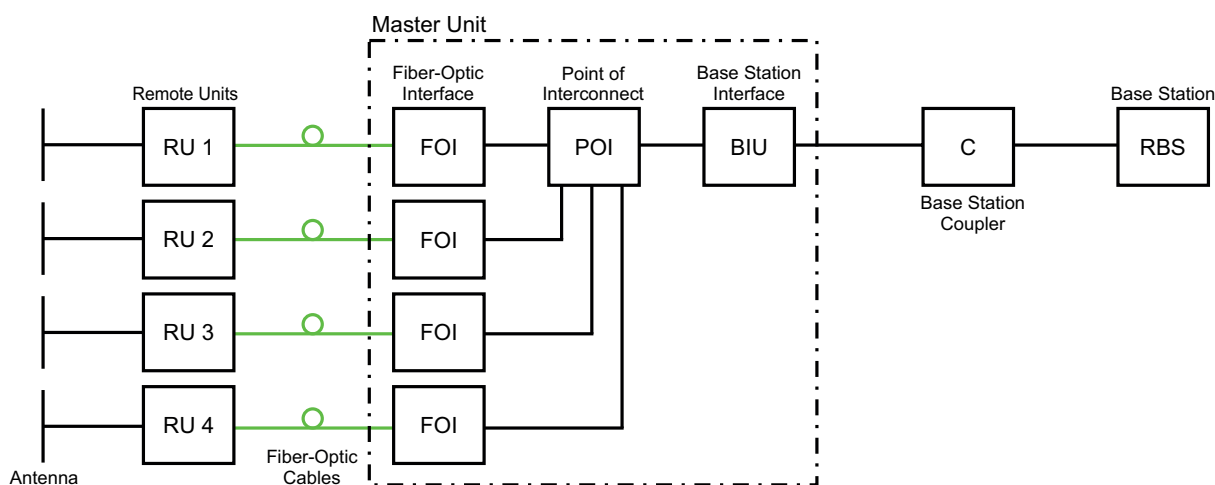 Master Unit
Remote Units
Fiber-Optic
Interface
Point of
Interconnect
Base Station
Interface
Base Station
RU 1
FOI
POI
BIU
C
RBS
Base Station
Coupler
RU 2
FOI
RU 3
FOI
RU 4
FOI
Antenna
Fiber-Optic
Cables